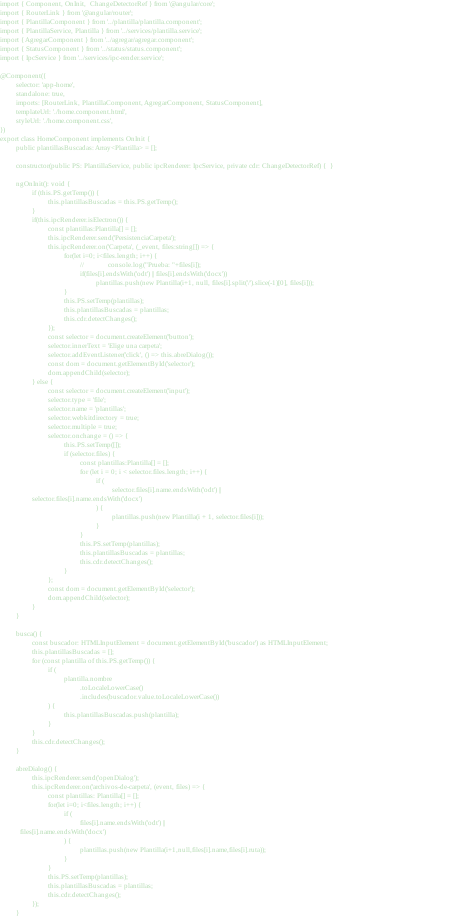 import { Component, OnInit, ChangeDetectorRef } from '@angular/core';
import { RouterLink } from '@angular/router';
import { PlantillaComponent } from '../plantilla/plantilla.component';
import { PlantillaService, Plantilla } from '../services/plantilla.service';
import { AgregarComponent } from '../agregar/agregar.component';
import { StatusComponent } from '../status/status.component';
import { IpcService } from '../services/ipc-render.service';

@Component({
selector: 'app-home',
standalone: true,
imports: [RouterLink, PlantillaComponent, AgregarComponent, StatusComponent],
templateUrl: './home.component.html',
styleUrl: './home.component.css',
})
export class HomeComponent implements OnInit {
public plantillasBuscadas: Array<Plantilla> = [];

constructor(public PS: PlantillaService, public ipcRenderer: IpcService, private cdr: ChangeDetectorRef) { }

ngOnInit(): void {
if (this.PS.getTemp()) {
this.plantillasBuscadas = this.PS.getTemp();
}
if(this.ipcRenderer.isElectron()) {
const plantillas:Plantilla[] = [];
this.ipcRenderer.send('PersistenciaCarpeta');
this.ipcRenderer.on('Carpeta', (_event, files:string[]) => {
for(let i=0; i<files.length; i++) {
// console.log("Prueba: "+files[i]);
if(files[i].endsWith('odt') || files[i].endsWith('docx'))
plantillas.push(new Plantilla(i+1, null, files[i].split('/').slice(-1)[0], files[i]));
}
this.PS.setTemp(plantillas);
this.plantillasBuscadas = plantillas;
this.cdr.detectChanges();
});
const selector = document.createElement('button');
selector.innerText = 'Elige una carpeta';
selector.addEventListener('click', () => this.abreDialog());
const dom = document.getElementById('selector');
dom.appendChild(selector);
} else {
const selector = document.createElement('input');
selector.type = 'file';
selector.name = 'plantillas';
selector.webkitdirectory = true;
selector.multiple = true;
selector.onchange = () => {
this.PS.setTemp([]);
if (selector.files) {
const plantillas:Plantilla[] = [];
for (let i = 0; i < selector.files.length; i++) {
if (
selector.files[i].name.endsWith('odt') ||
selector.files[i].name.endsWith('docx')
) {
plantillas.push(new Plantilla(i + 1, selector.files[i]));
}
}
this.PS.setTemp(plantillas);
this.plantillasBuscadas = plantillas;
this.cdr.detectChanges();
}
};
const dom = document.getElementById('selector');
dom.appendChild(selector);
}
}

busca() {
const buscador: HTMLInputElement = document.getElementById('buscador') as HTMLInputElement;
this.plantillasBuscadas = [];
for (const plantilla of this.PS.getTemp()) {
if (
plantilla.nombre
.toLocaleLowerCase()
.includes(buscador.value.toLocaleLowerCase())
) {
this.plantillasBuscadas.push(plantilla);
}
}
this.cdr.detectChanges();
}

abreDialog() {
this.ipcRenderer.send('openDialog');
this.ipcRenderer.on('archivos-de-carpeta', (event, files) => {
const plantillas: Plantilla[] = [];
for(let i=0; i<files.length; i++) {
if (
files[i].name.endsWith('odt') ||
files[i].name.endsWith('docx')
) {
plantillas.push(new Plantilla(i+1,null,files[i].name,files[i].ruta));
}
}
this.PS.setTemp(plantillas);
this.plantillasBuscadas = plantillas;
this.cdr.detectChanges();
});
}